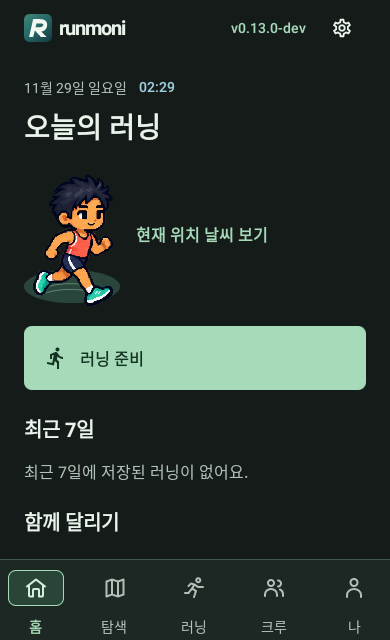 R runmoni v0.13.0-dev
11월 29일 일요일 02:29
오늘의 러닝
현재 위치 날씨 보기
러닝 준비
최근 7일
최근 7일에 저장된 러닝이 없어요.
함께 달리기
홈 탐색 러닝 크루 나